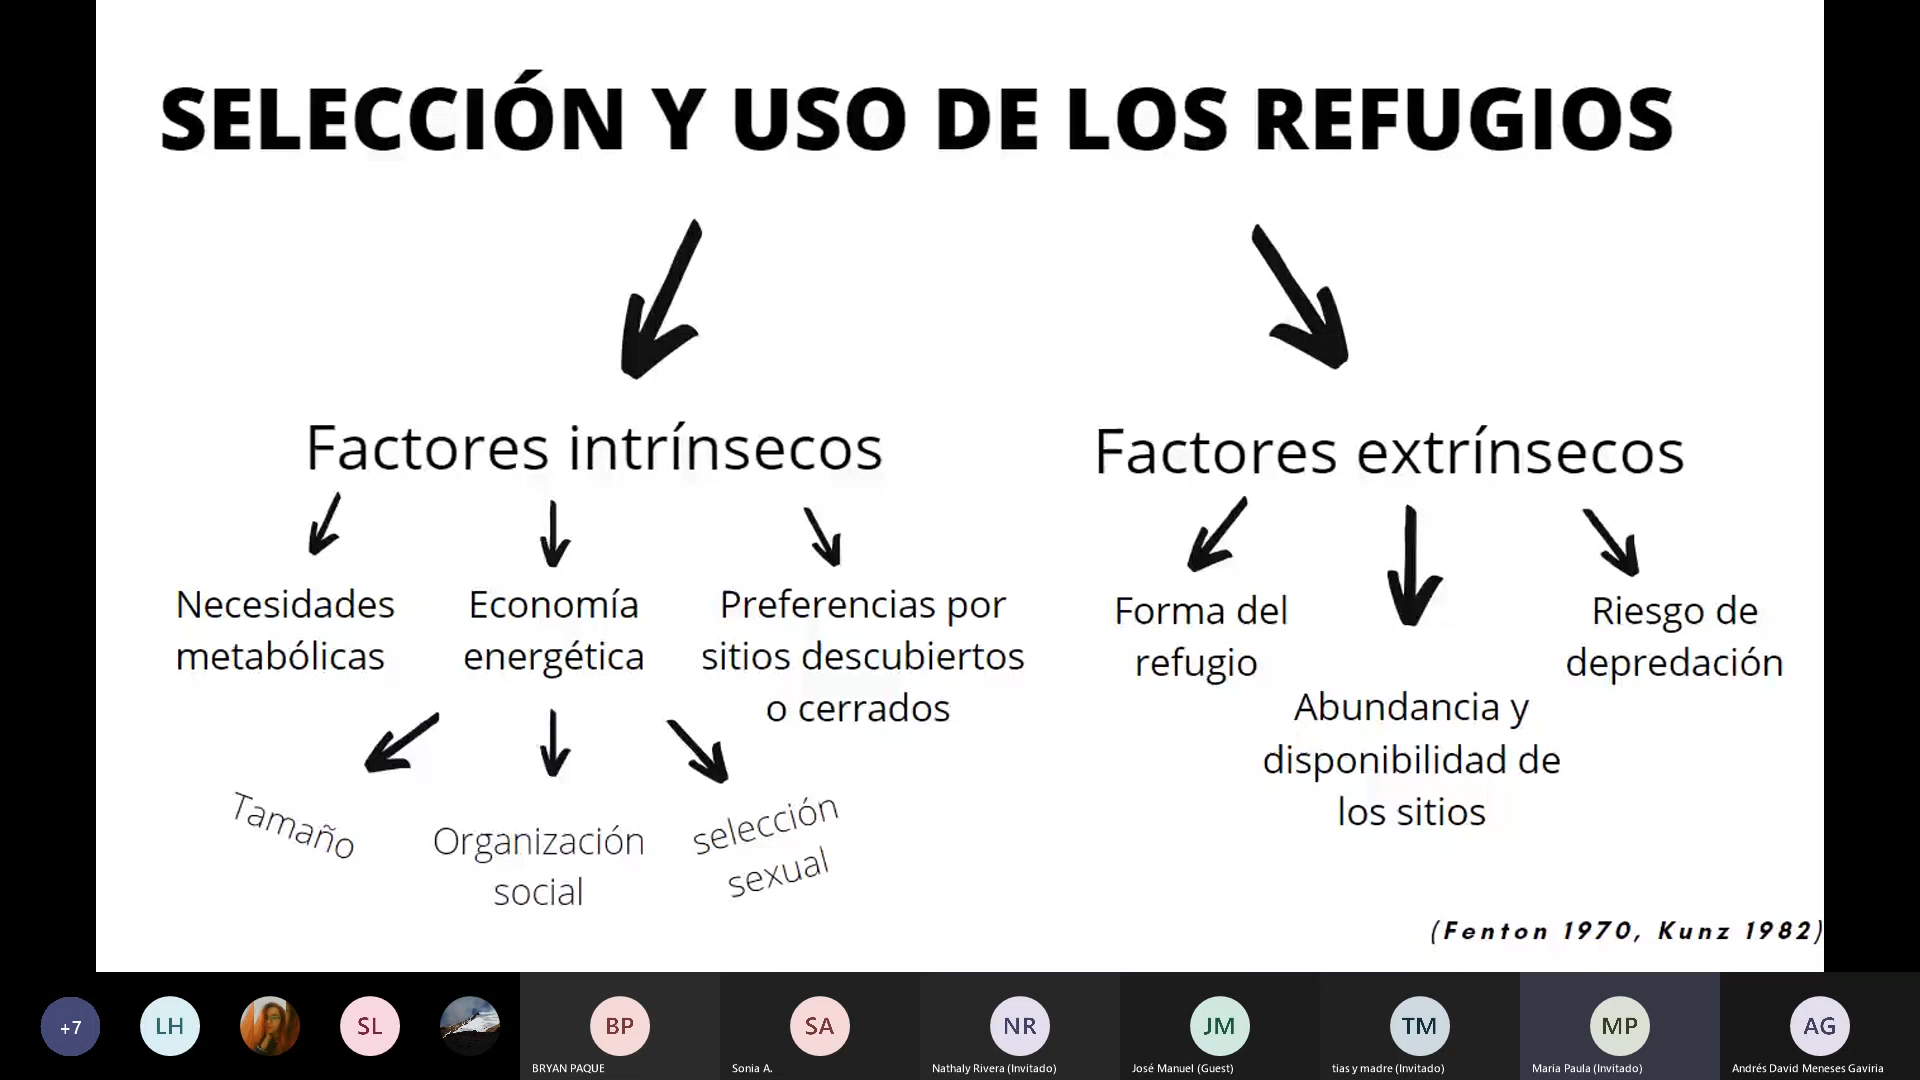 SELECCIÓN Y USO DE LOS REFUGIOS
Factores intrínsecos
Factores extrínsecos
Necesidades
metabólicas
Economía
energética
Preferencias por
sitios descubiertos
o cerrados
Forma del
refugio
Abundancia y
disponibilidad de
los sitios
Riesgo de
depredación
Tamaño
Organización
social
selección
sexual
(Fenton 1970, Kunz 1982)
+7
LH
SL
BP
BRYAN PAQUE
SA
Sonia A.
NR
Nathaly Rivera (Invitado)
JM
José Manuel (Guest)
TM
tias y madre (Invitado)
MP
Maria Paula (Invitado)
AG
Andrés David Meneses Gaviria